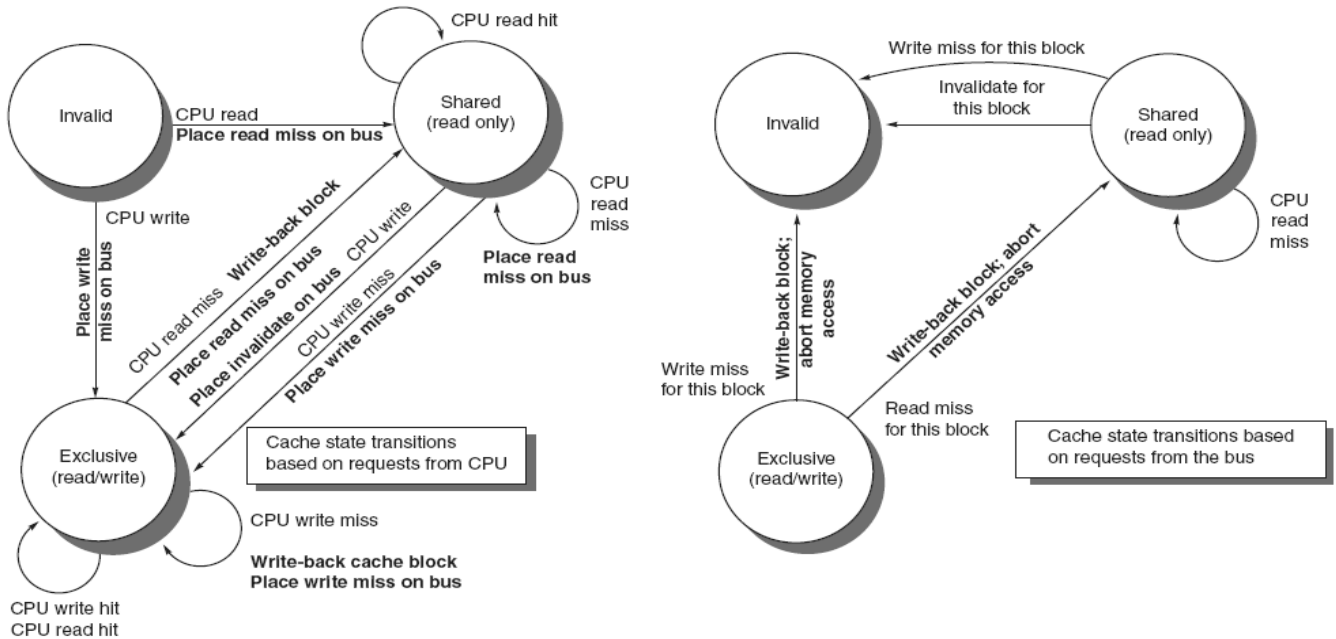 CPU read hit
Invalid
CPU read
Place read miss on bus
Shared
(read only)
CPU write
Place write
miss on bus
CPU read miss
Write-back block
Place read miss on bus
Place invalidate on bus
CPU write
CPU write miss
Place write miss on bus
CPU
read
miss
Place read
miss on bus
Exclusive
(read/write)
Cache state transitions
based on requests from CPU
CPU write miss
Write-back cache block
Place write miss on bus
CPU write hit
CPU read hit
Write miss for this block
Invalidate for
this block
Invalid
Shared
(read only)
CPU
read
miss
Write-back block;
abort memory
access
Write-back block; abort
memory access
Write miss
for this block
Read miss
for this block
Exclusive
(read/write)
Cache state transitions based
on requests from the bus